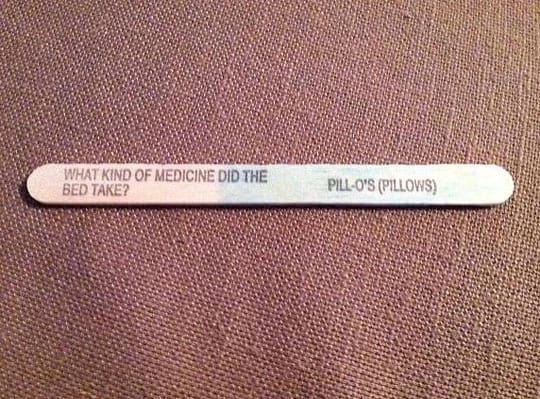 WHAT KIND OF MEDICINE DID THE
BED TAKE?
PILL-O'S (PILLOWS)